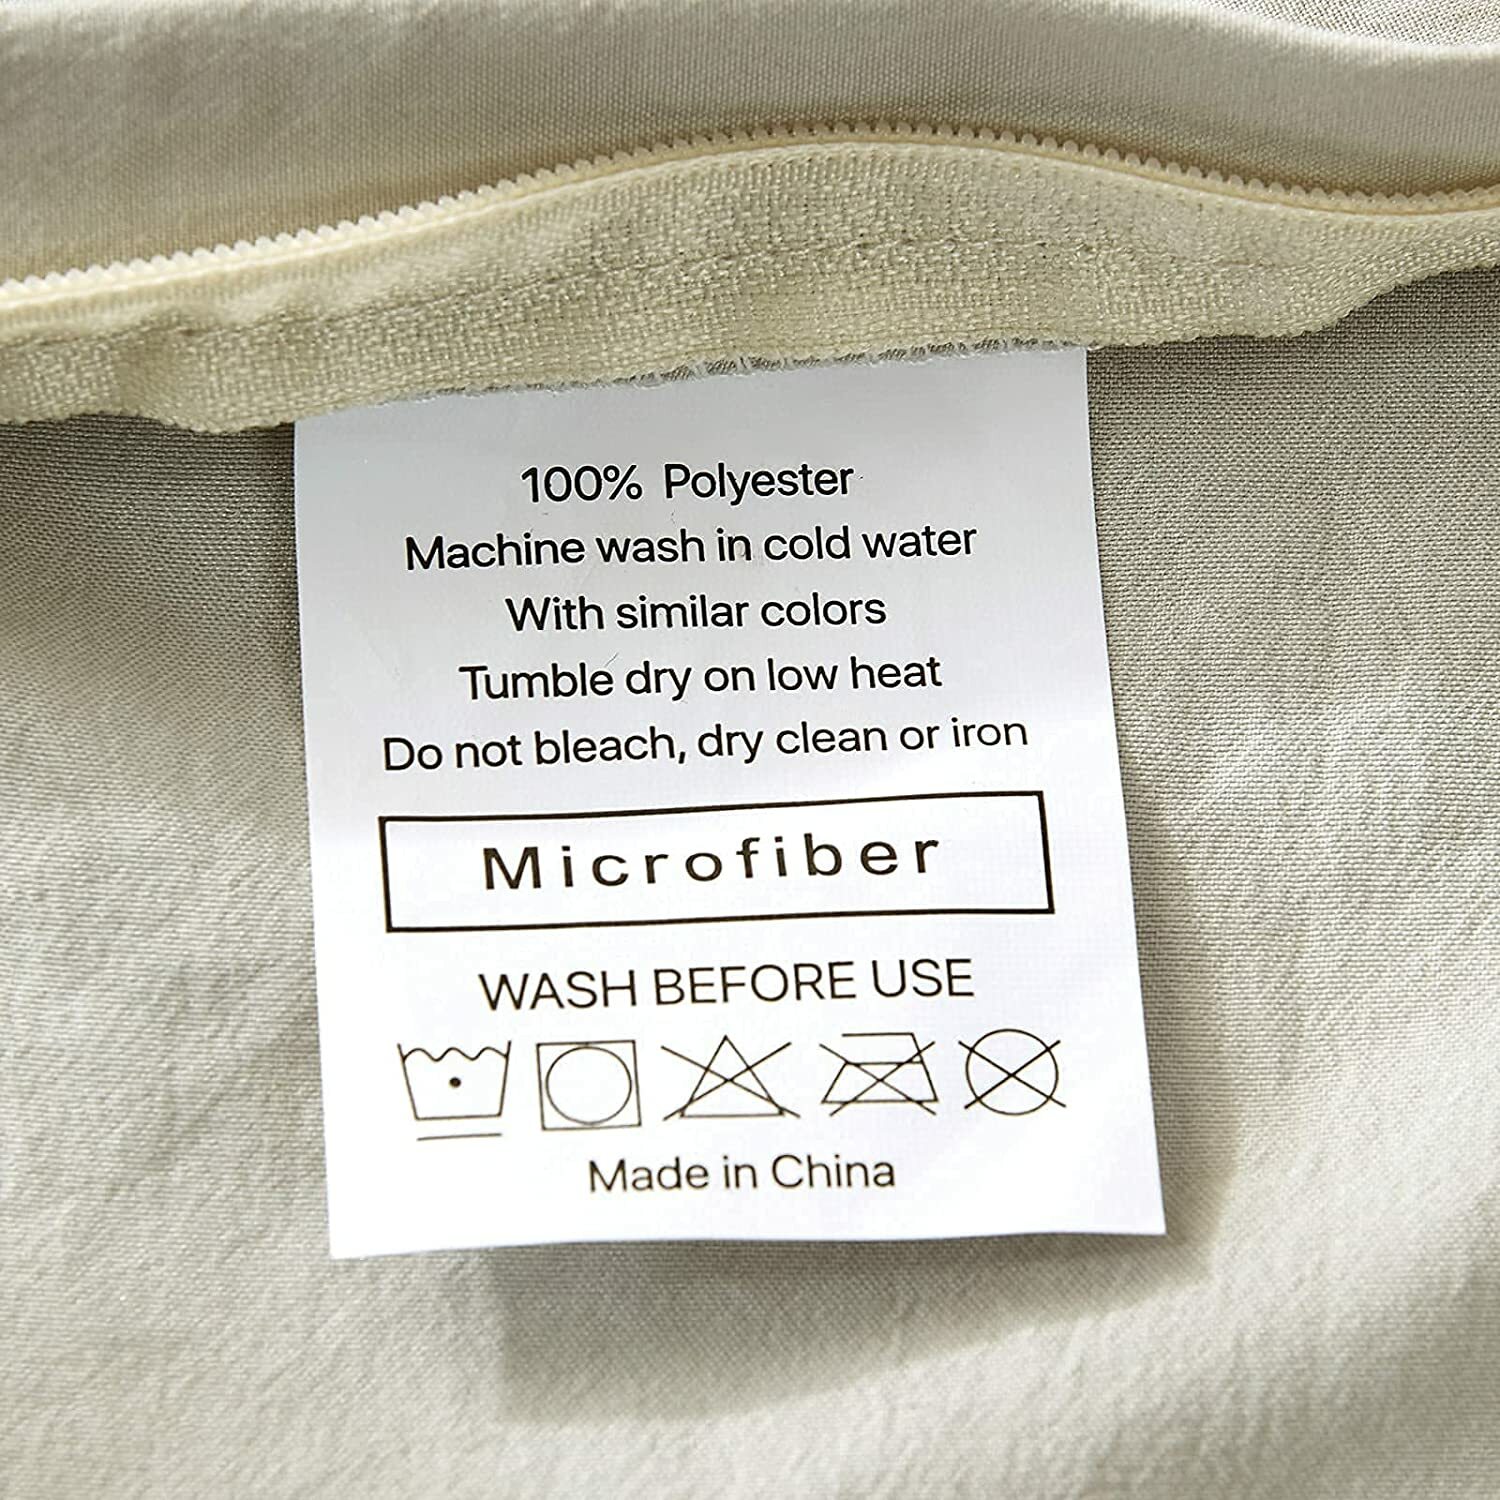 100% Polyester
Machine wash in cold water
With similar colors
Tumble dry on low heat
Do not bleach, dry clean or iron
Microfiber
WASH BEFORE USE
Made in China